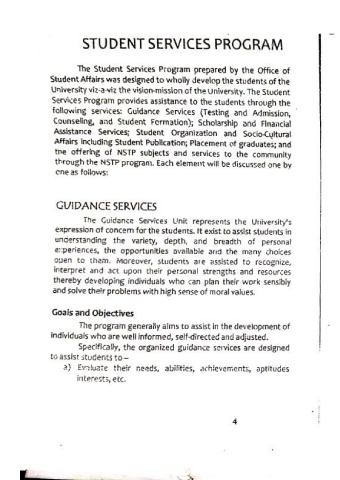 STUDENT SERVICES PROGRAM
The Student Services Program prepared by the Office of
Student Affairs was designed to wholly develop the students of the
University viz-a-viz the vision-mission of the University. The Student
Services Program provides assistance to the students through the
following services: Guidance Services (Testing and Admission,
Counseling, and Student Formation); Scholarship and Financial
Assistance Services; Student Organization and Socio-Cultural
Affairs including Student Publication; Placement of graduates; and
the offering of NSTP subjects and services to the community
through the NSTP program. Each element will be discussed one by
one as follows:
GUIDANCE SERVICES
The Guidance Services Unit represents the University's
expression of concern for the students. It exist to assist students in
understanding the variety, depth, and breadth of personal
experiences, the opportunities available and the many choices
open to them. Moreover, students are assisted to recognize,
interpret and act upon their personal strengths and resources
thereby developing individuals who can plan their work sensibly
and solve their problems with high sense of moral values.
Goals and Objectives
The program generally aims to assist in the development of
individuals who are well informed, self-directed and adjusted.
Specifically, the organized guidance services are designed
to assist students to –
a) Evaluate their needs, abilities, achievements, aptitudes
interests, etc.
4